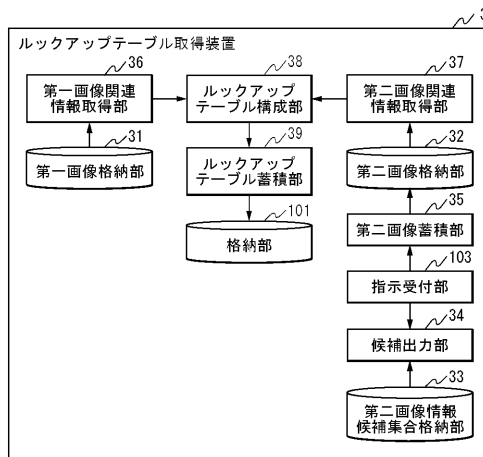 3
ルックアップテーブル取得装置
36
第一画像関連
情報取得部
38
ルックアップ
テーブル構成部
37
第二画像関連
情報取得部
31
第一画像格納部
39
ルックアップ
テーブル蓄積部
32
第二画像格納部
101
格納部
35
第二画像蓄積部
103
指示受付部
34
候補出力部
33
第二画像情報
候補集合格納部